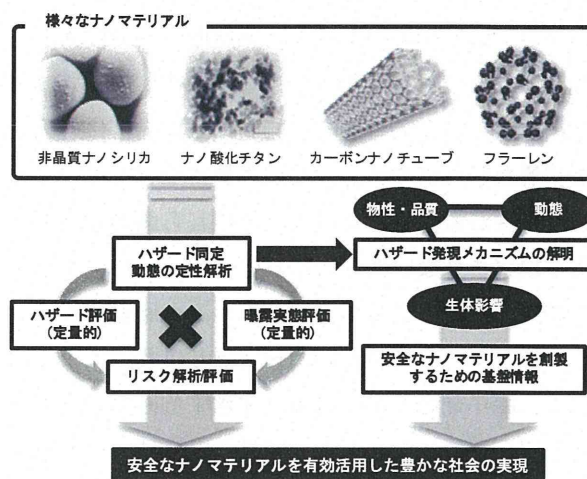 様々なナノマテリアル
非晶質ナノシリカ
ナノ酸化チタン
カーボンナノチューブ
フラーレン
物性・品質
動態
ハザード同定
動態の定性解析
ハザード発現メカニズムの解明
ハザード評価
(定量的)
曝露実態評価
(定量的)
生体影響
リスク解析/評価
安全なナノマテリアルを創製
するための基盤情報
安全なナノマテリアルを有効活用した豊かな社会の実現